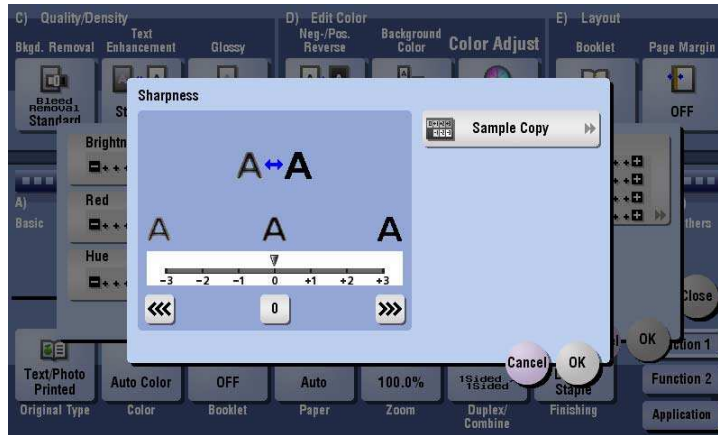 C) Quality/Density
D) Edit Color
E) Layout
Bkgd. Removal
Text
Enhancement
Glossy
Neg-/Pos.
Reverse
Background
Color
Color Adjust
Booklet
Page Margin
Bleed
Removal
Standard
St
OFF
Sharpness
A A
A A A
-3 -2 -1 0 +1 +2 +3
0
Sample Copy
Cancel
OK
Brightn
Red
Hue
A)
Basic
thers
Close
OK
ction 1
Function 2
Application
Text/Photo
Printed
Auto Color
OFF
Auto
100.0%
1Sided
1Sided
Staple
Original Type
Color
Booklet
Paper
Zoom
Duplex/
Combine
Finishing